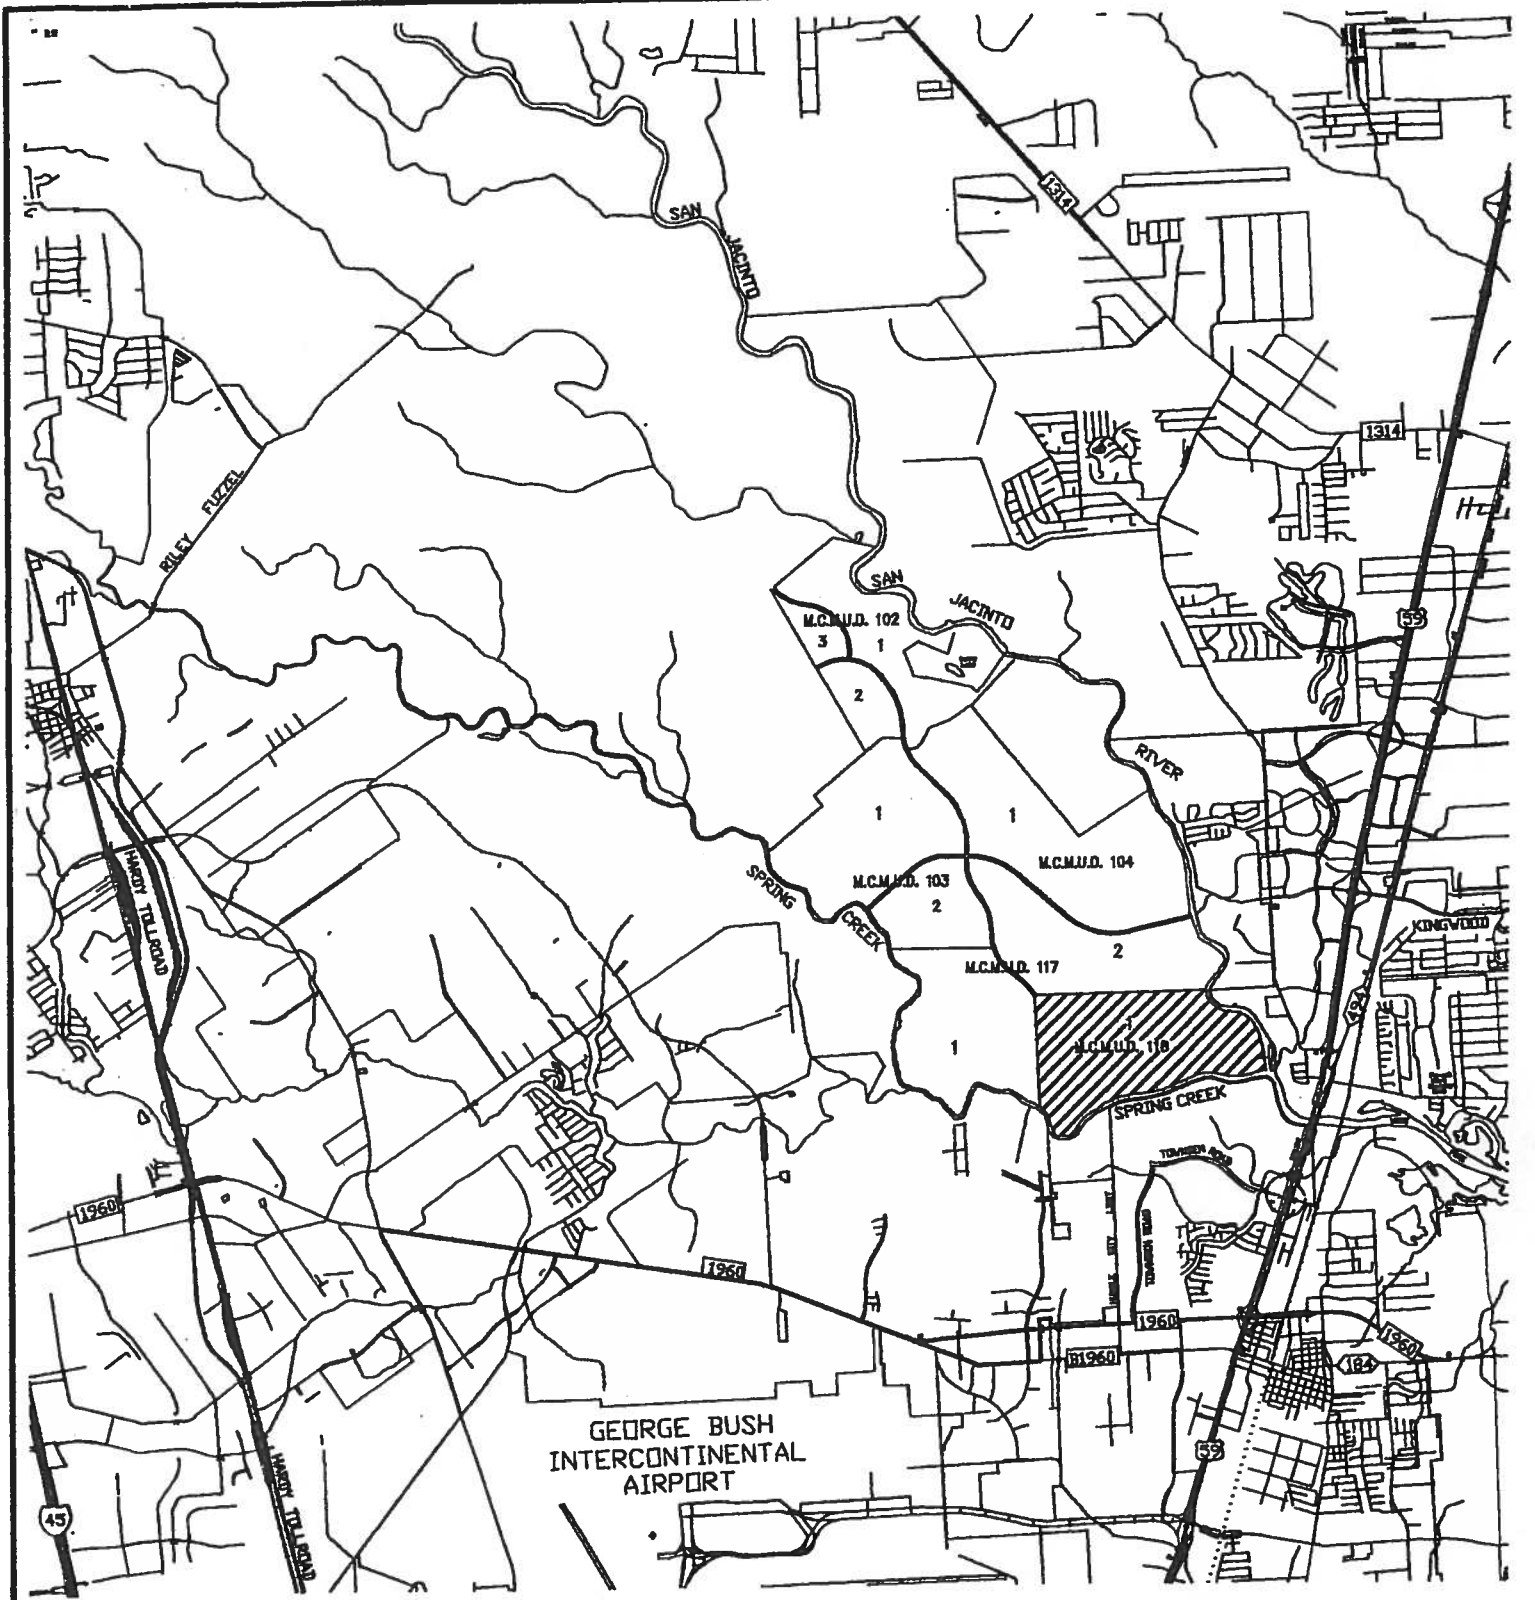 SAN
JACINTO
1314
1314
RILEY FUZZEL
SAN
JACINTO
59
M.C.M.U.D. 102
3
1
2
RIVER
1
1
M.C.M.U.D. 104
HARDY TOLLROAD
SPRING
CREEK
M.C.M.U.D. 103
2
KINGWOOD
2
M.C.M.U.D. 117
494
1
1
M.C.M.U.D. 118
SPRING CREEK
1960
1960
1960
1960
B1960
184
GEORGE BUSH
INTERCONTINENTAL
AIRPORT
59
HARDY TOLLROAD
45